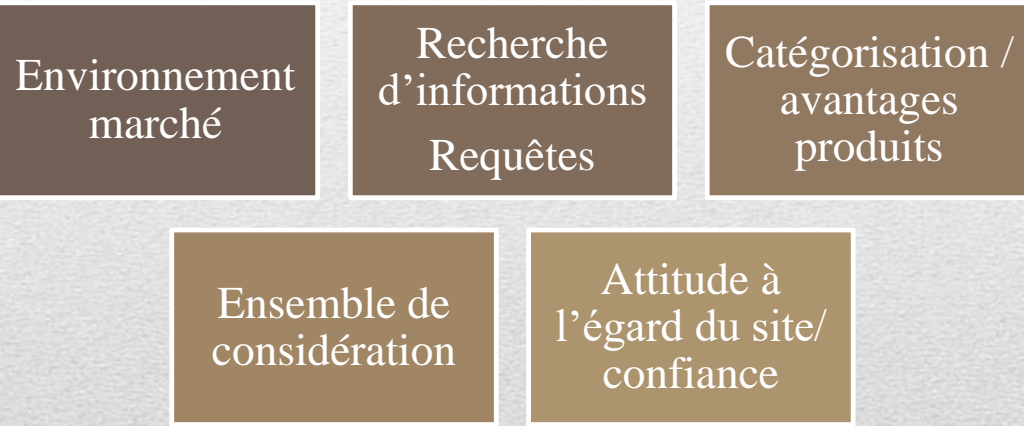 Environnement
marché
Recherche
d’informations
Requêtes
Catégorisation /
avantages
produits
Ensemble de
considération
Attitude à
l’égard du site/
confiance